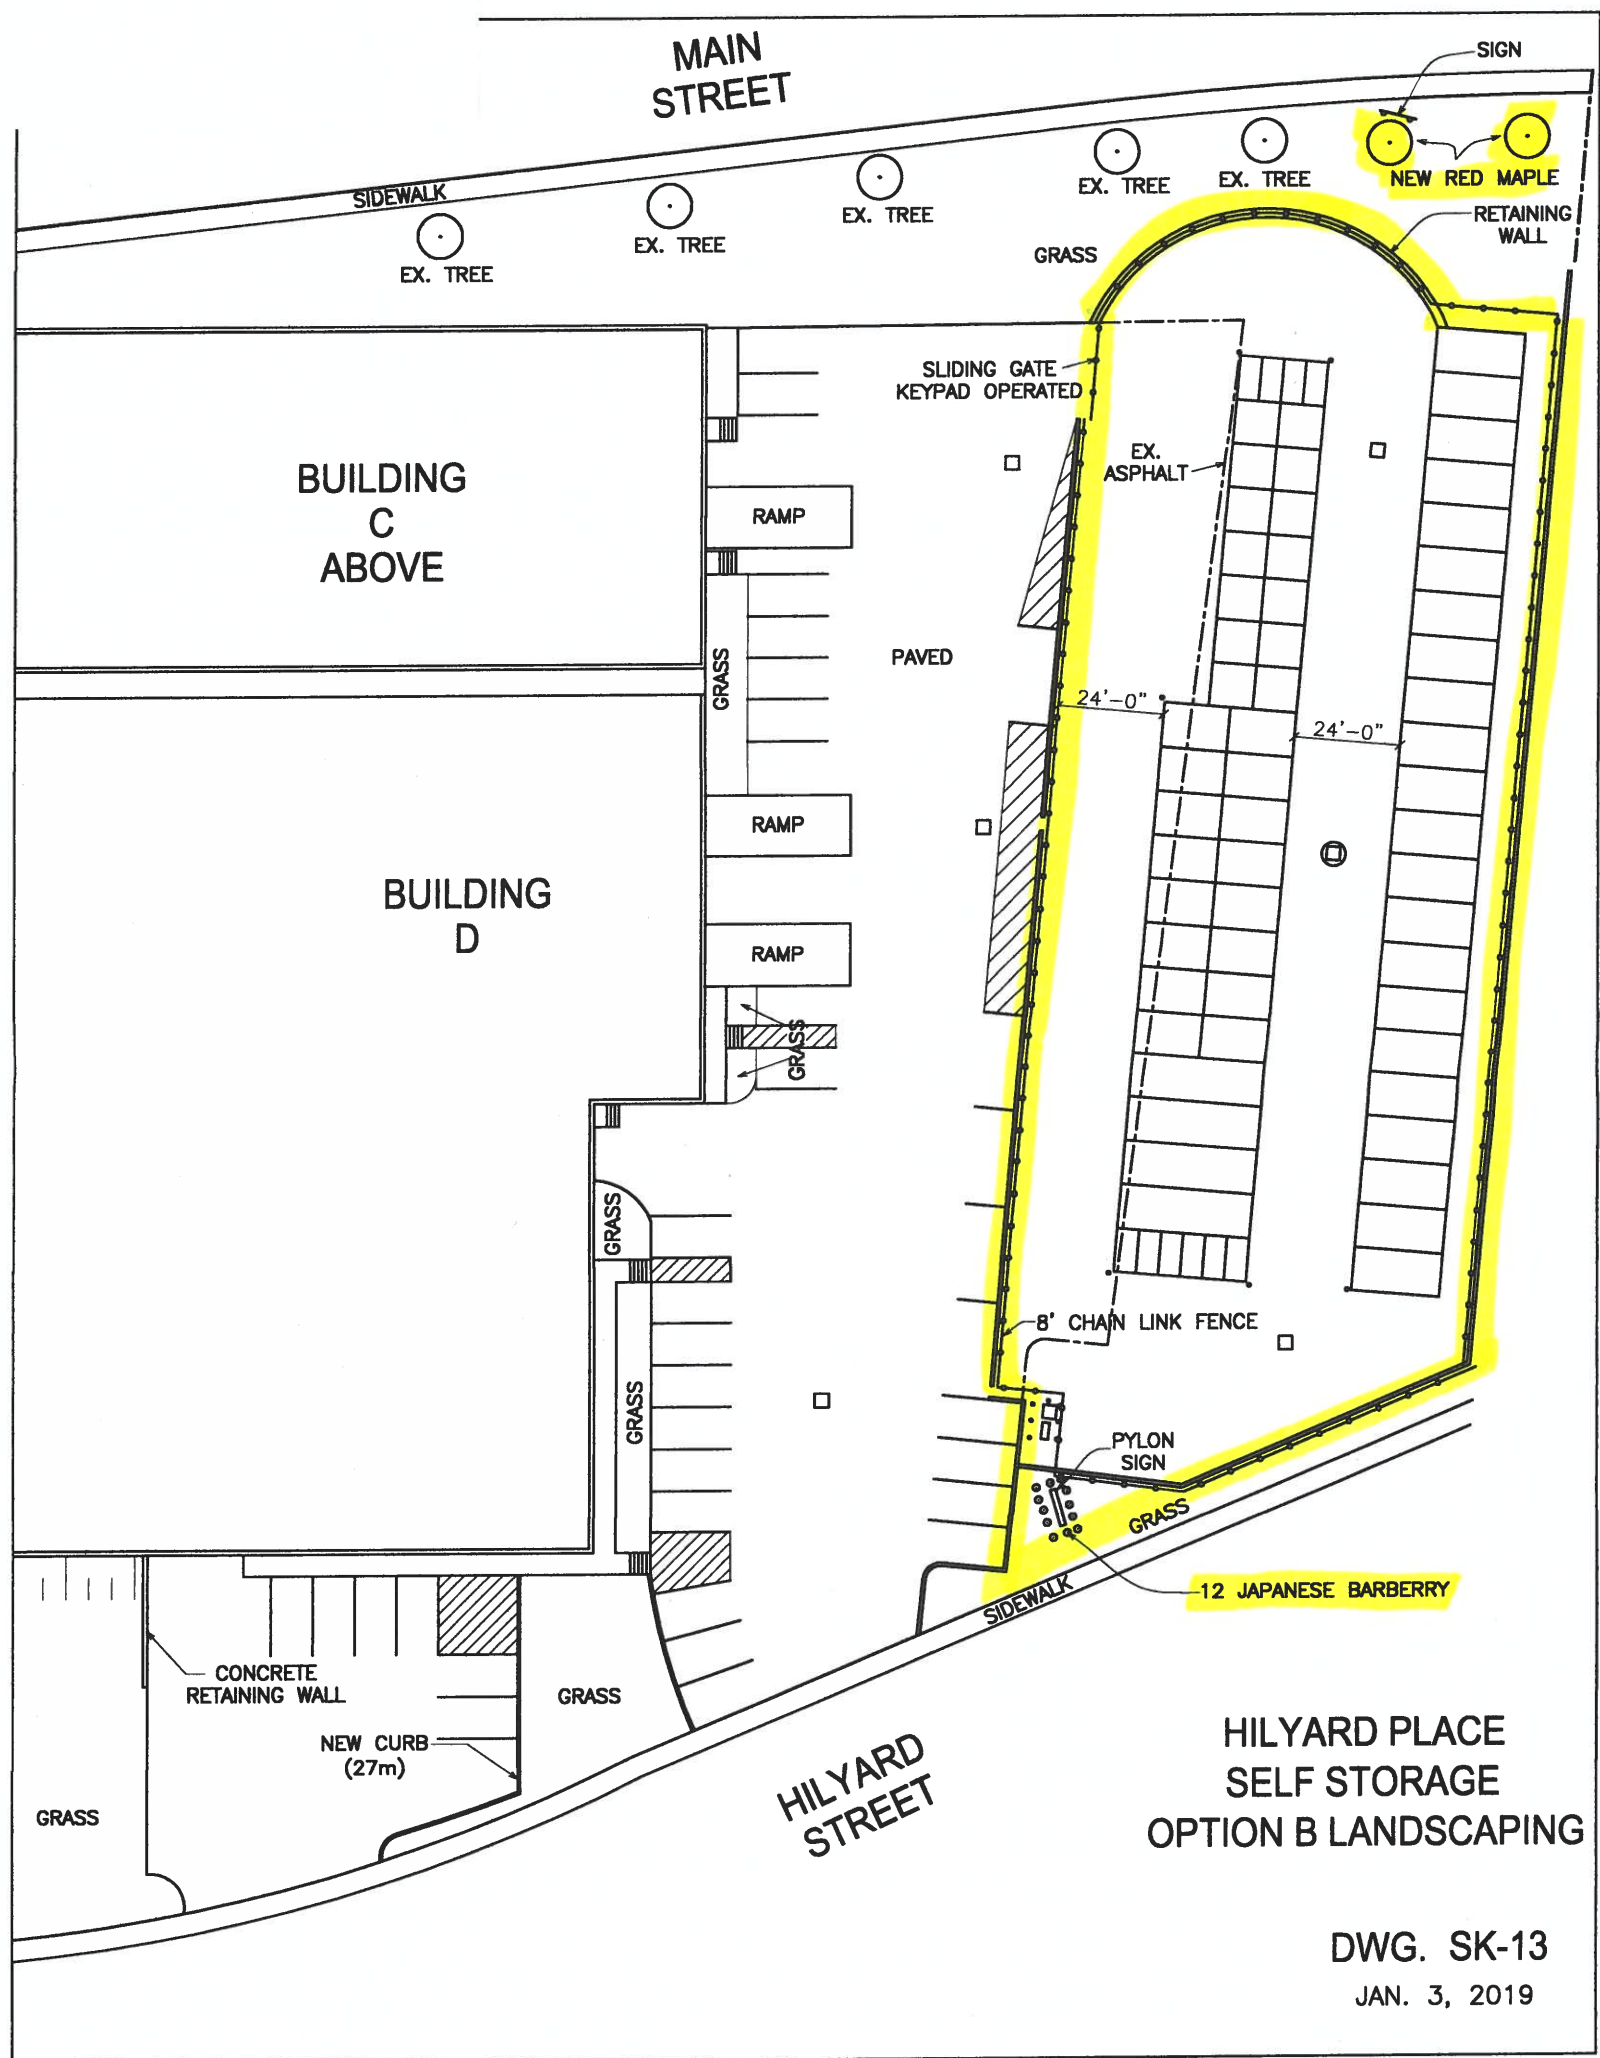 MAIN
STREET
SIGN
SIDEWALK
EX. TREE
EX. TREE
EX. TREE
EX. TREE
EX. TREE
NEW RED MAPLE
RETAINING
WALL
GRASS
SLIDING GATE
KEYPAD OPERATED
EX.
ASPHALT
BUILDING
C
ABOVE
RAMP
GRASS
PAVED
24'-0"
24'-0"
RAMP
BUILDING
D
RAMP
GRASS
GRASS
8' CHAIN LINK FENCE
GRASS
PYLON
SIGN
GRASS
12 JAPANESE BARBERRY
SIDEWALK
CONCRETE
RETAINING WALL
GRASS
NEW CURB
(27m)
GRASS
HILYARD
STREET
HILYARD PLACE
SELF STORAGE
OPTION B LANDSCAPING
DWG. SK-13
JAN. 3, 2019